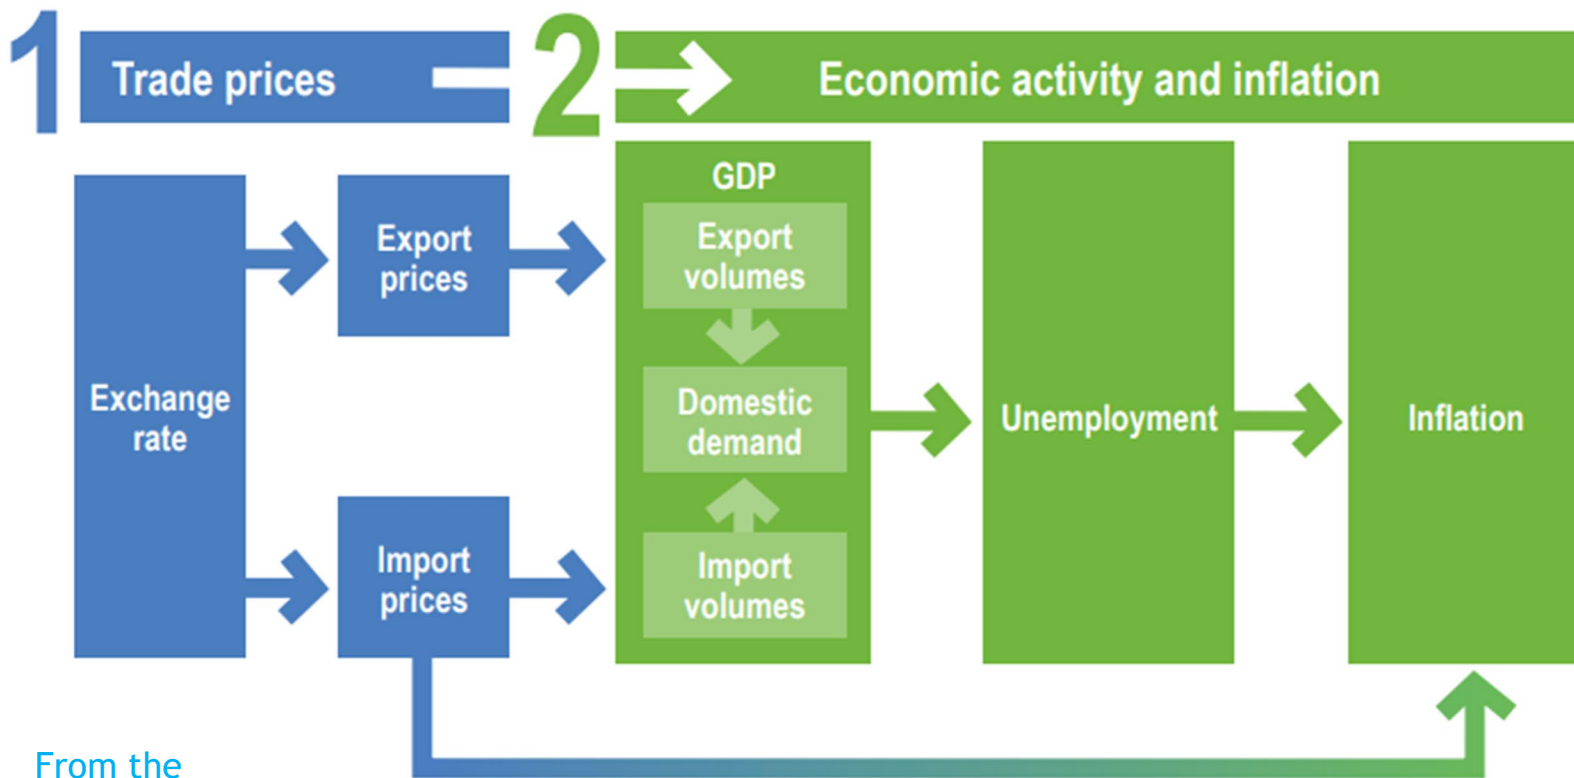 1
Trade prices
2
Economic activity and inflation
Exchange
rate
Export
prices
Import
prices
GDP
Export
volumes
Domestic
demand
Import
volumes
Unemployment
Inflation
From the